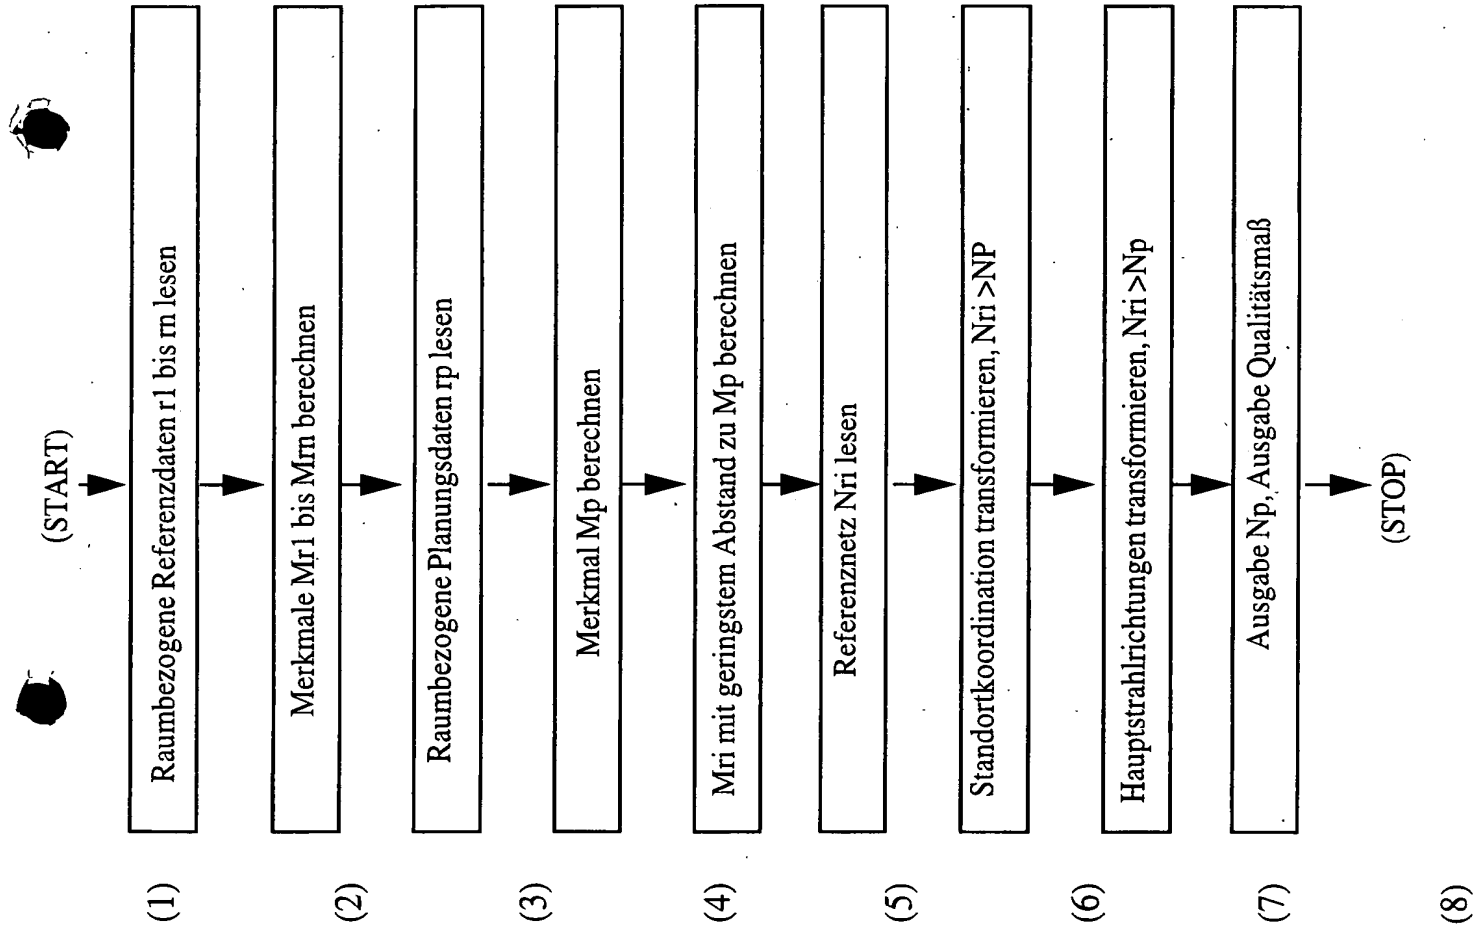 (START)
(1)
Raumbezogene Referenzdaten r1 bis rn lesen
(2)
Merkmale Mr1 bis Mrn berechnen
(3)
Raumbezogene Planungsdaten rp lesen
(4)
Merkmal Mp berechnen
(5)
Mri mit geringstem Abstand zu Mp berechnen
(6)
Referenznetz Nri lesen
(7)
Standortkoordination transformieren, Nri >NP
(8)
Hauptstrahlrichtungen transformieren, Nri >Np
Ausgabe Np, Ausgabe Qualitätsmaß
(STOP)